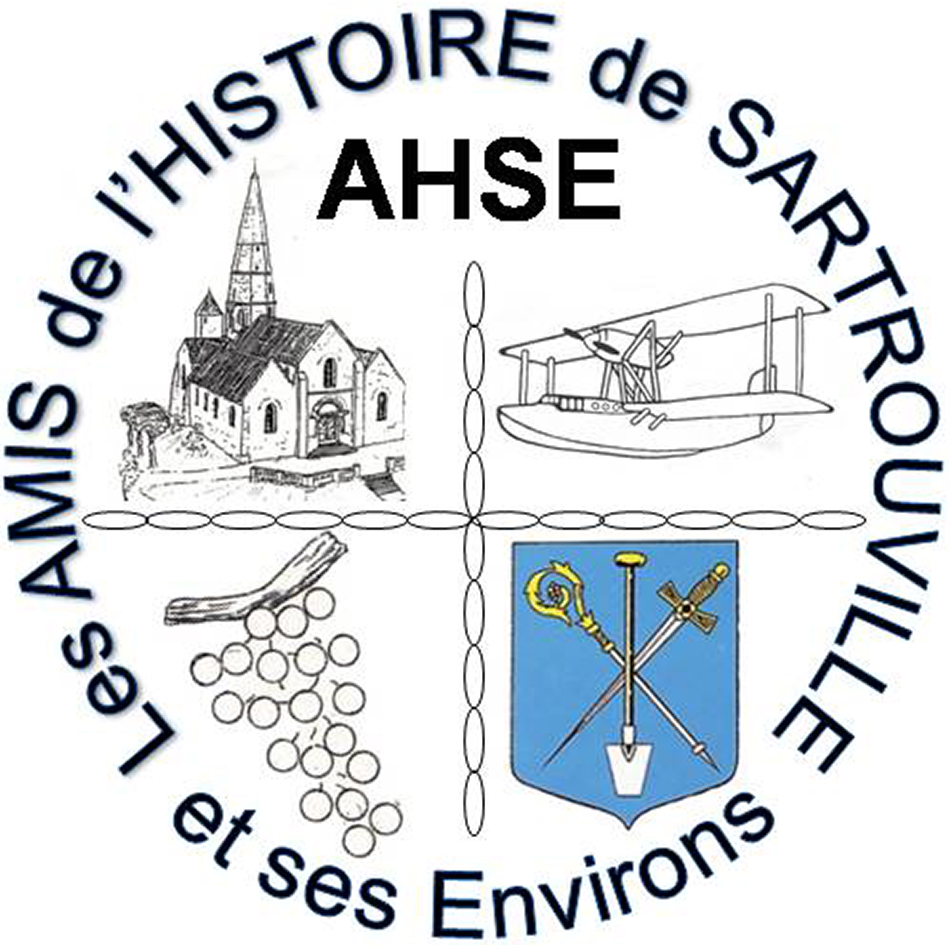 Les AMIS de l'HISTOIRE de SARTROUVILLE
et ses Environs
AHSE